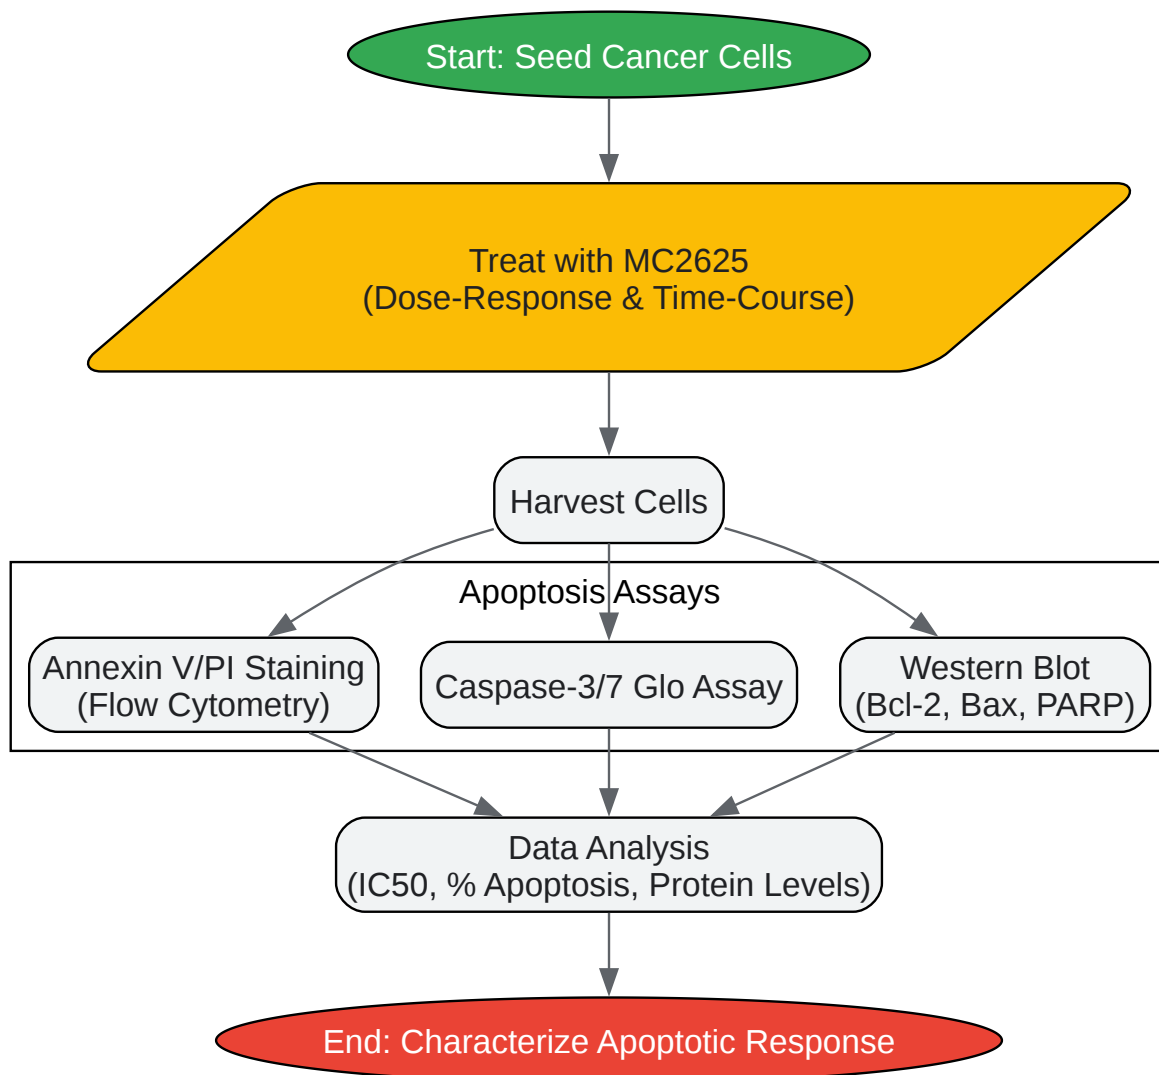 Start: Seed Cancer Cells
Treat with MC2625
(Dose-Response & Time-Course)
Harvest Cells
Apoptosis Assays
Annexin V/PI Staining
(Flow Cytometry)
Caspase-3/7 Glo Assay
Western Blot
(Bcl-2, Bax, PARP)
Data Analysis
(IC50, % Apoptosis, Protein Levels)
End: Characterize Apoptotic Response